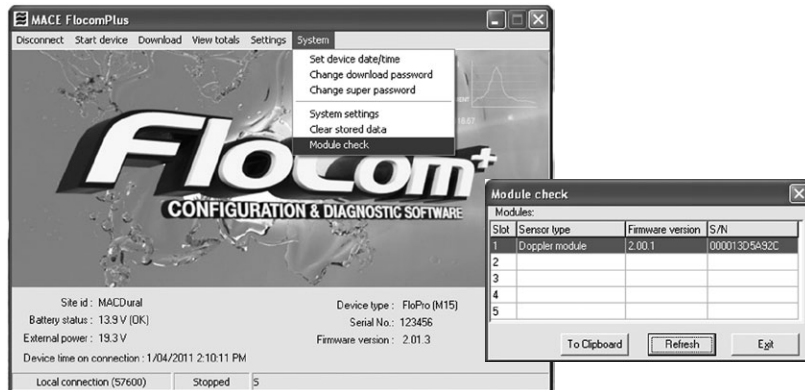 MACE FlocomPlus
Disconnect Start device Download View totals Settings System
Set device date/time
Change download password
Change super password
System settings
Clear stored data
Module check
FloCom+
CONFIGURATION & DIAGNOSTIC SOFTWARE
Site id : MACDural
Battery status : 13.9 V (OK)
External power : 19.3 V
Device time on connection : 1/04/2011 2:10:11 PM
Device type : FloPro (M15)
Serial No.: 123456
Firmware version : 2.01.3
Local connection (57600) Stopped S
Module check
Modules:
Slot Sensor type Firmware version S/N
1 Doppler module 2.00.1 000013D5A92C
2
3
4
5
To Clipboard Refresh Exit